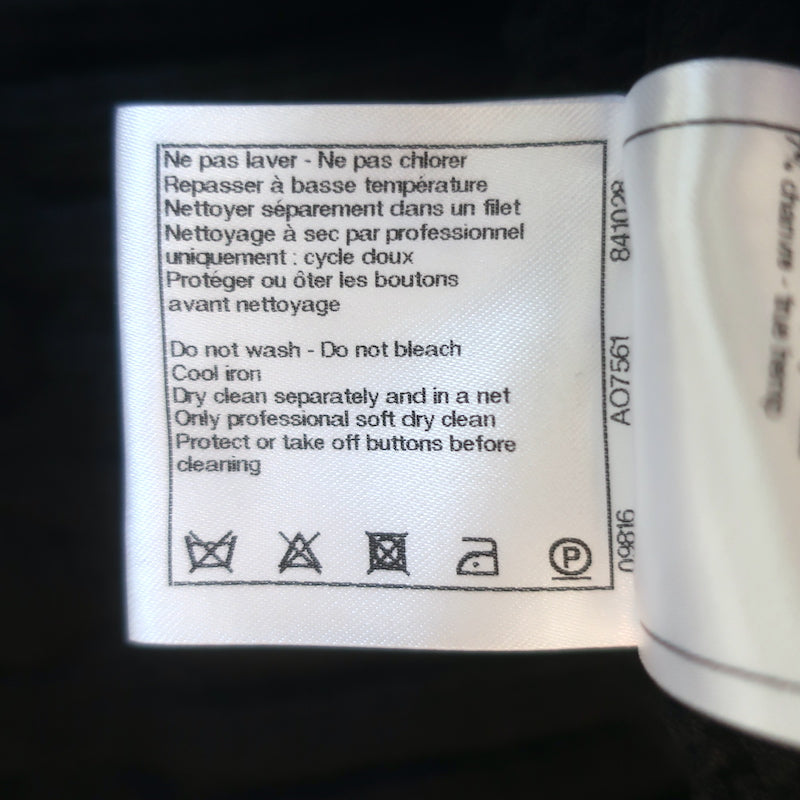 Ne pas laver - Ne pas chlorer
Repasser à basse température
Nettoyer séparement dans un filet
Nettoyage à sec par professionnel
uniquement : cycle doux
Protéger ou ôter les boutons
avant nettoyage
Do not wash - Do not bleach
Cool iron
Dry clean separately and in a net
Only professional soft dry clean
Protect or take off buttons before
cleaning
P
09816 AO7561 841028
% chanvre - true hemp